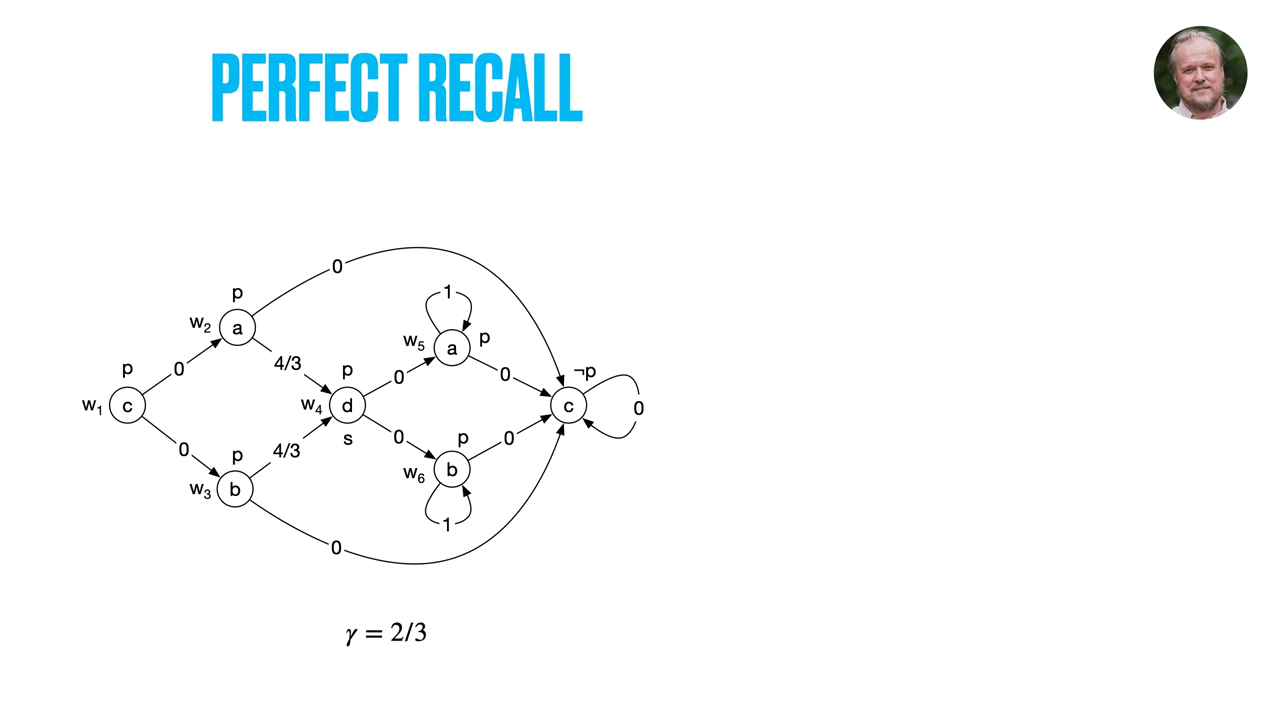 PERFECT RECALL
0
p
w₂ a
1
w₅ a p
p
0
4/3
p
0
0
¬p
w₁ c
w₄ d
c
0
0
p
4/3
s
0
p
0
w₃ b
w₆ b
1
0
γ = 2/3